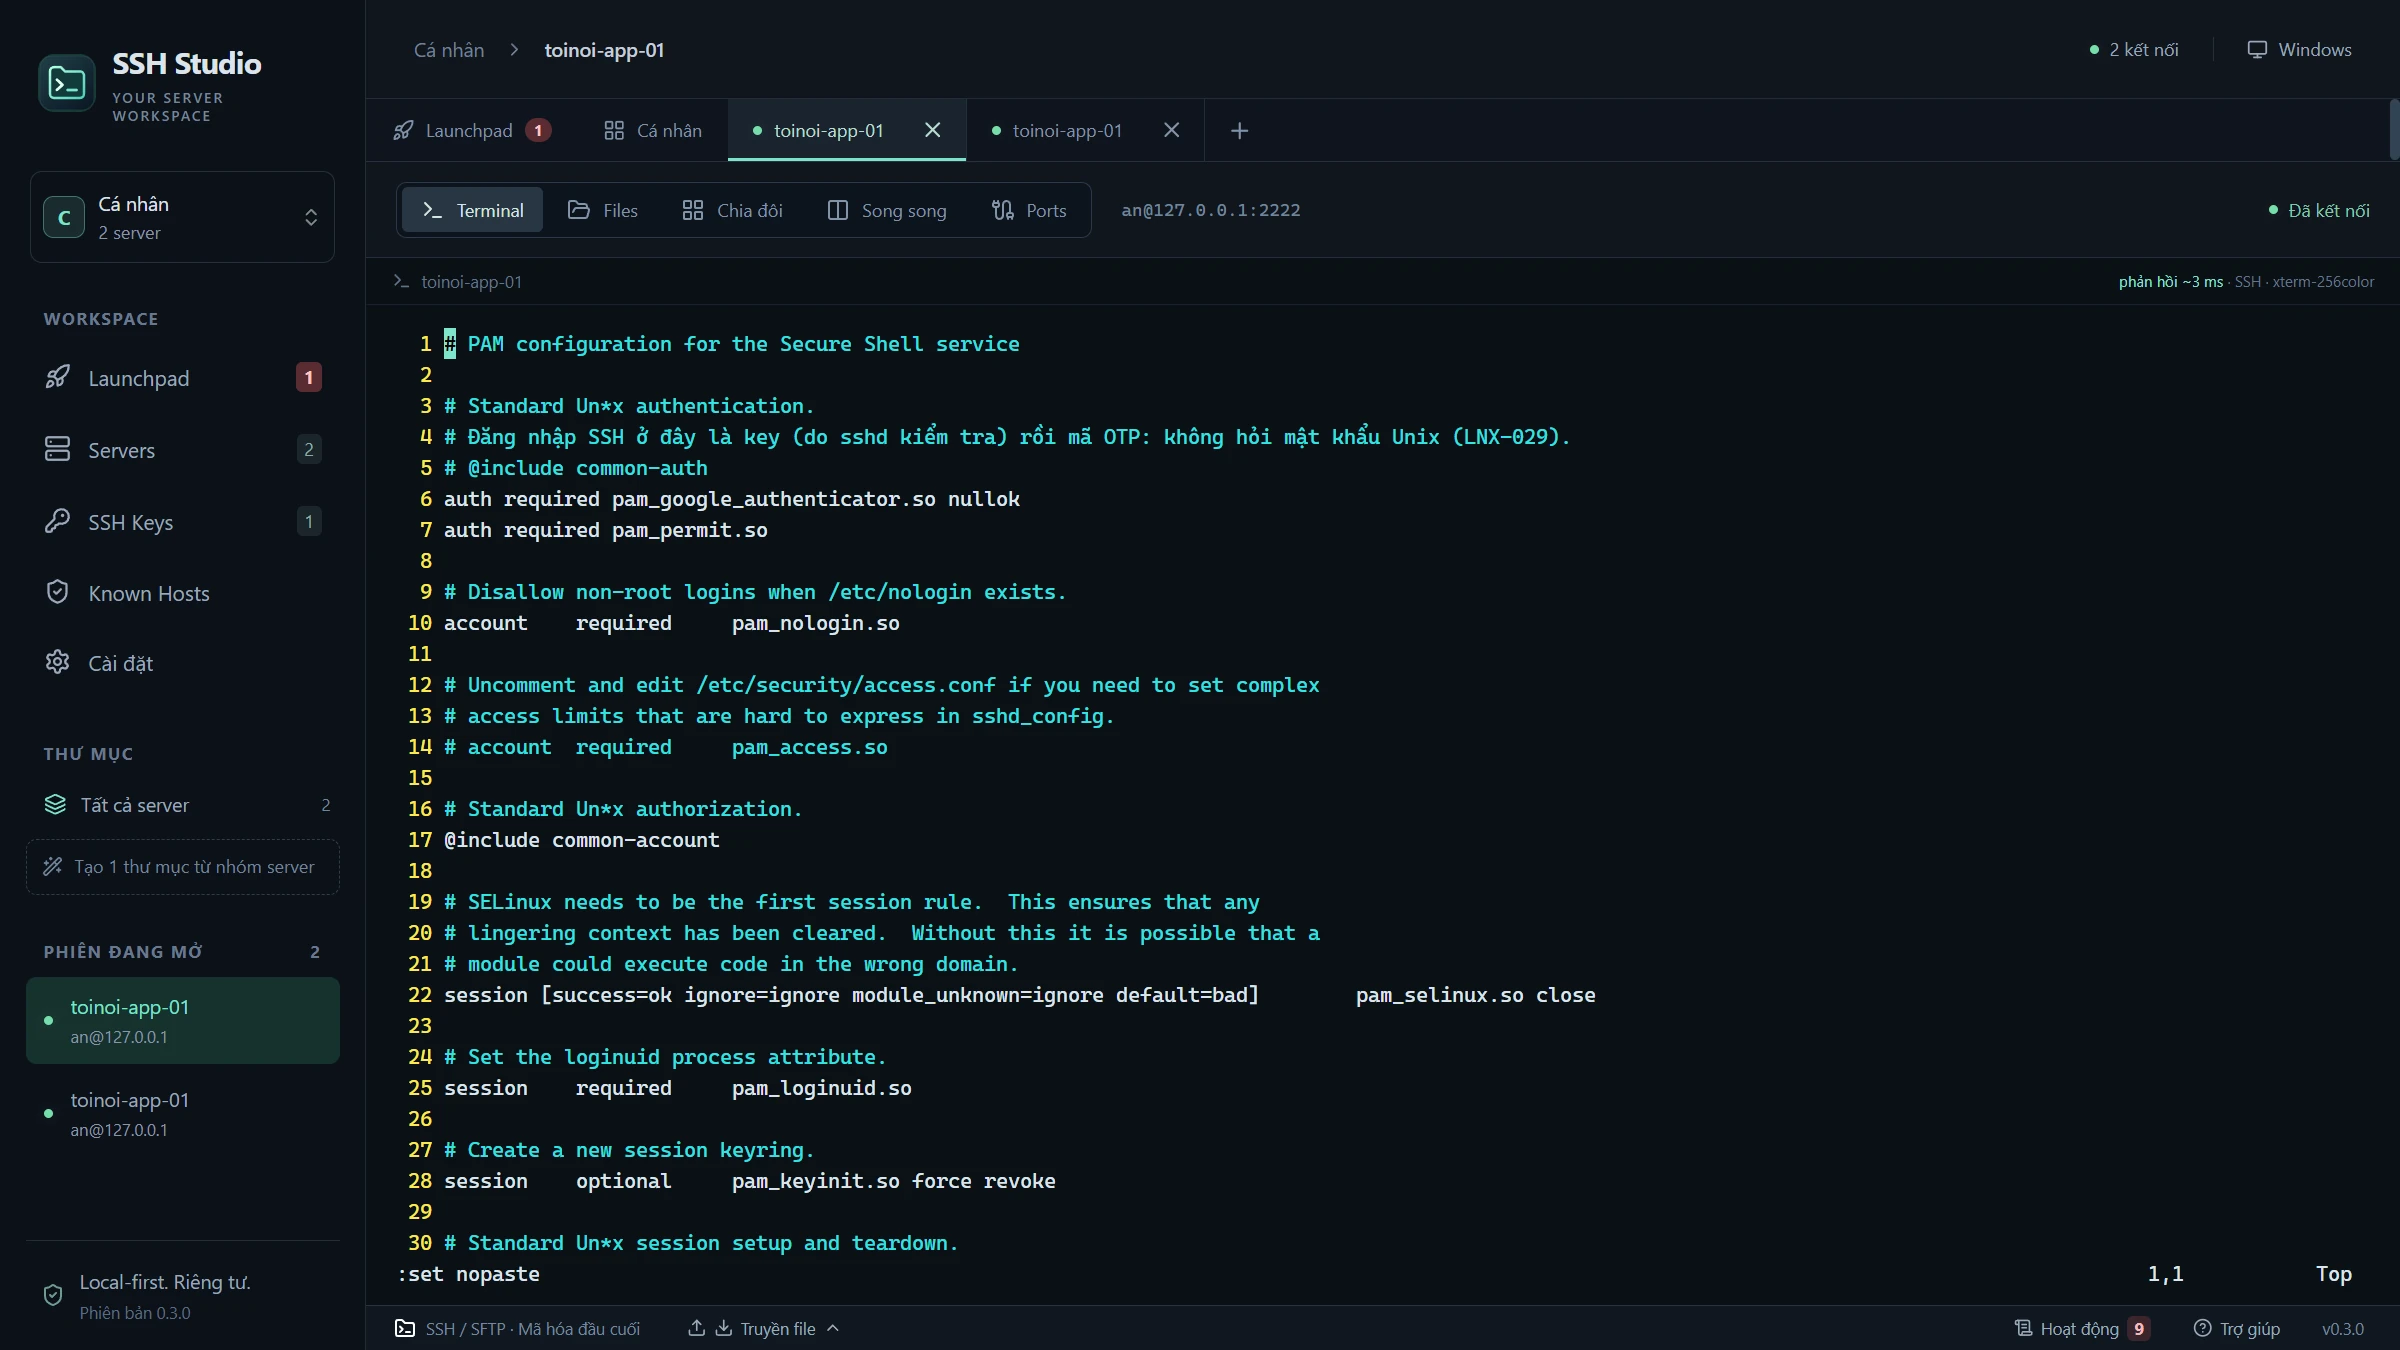 SSH Studio
YOUR SERVER
WORKSPACE
C
Cá nhân
2 server
WORKSPACE
Launchpad 1
Servers 2
SSH Keys 1
Known Hosts
Cài đặt
THƯ MỤC
Tất cả server 2
Tạo 1 thư mục từ nhóm server
PHIÊN ĐANG MỞ 2
toinoi-app-01
an@127.0.0.1
toinoi-app-01
an@127.0.0.1
Local-first. Riêng tư.
Phiên bản 0.3.0
Cá nhân > toinoi-app-01
2 kết nối
Windows
Launchpad 1
Cá nhân
toinoi-app-01
toinoi-app-01
Terminal
Files
Chia đôi
Song song
Ports
an@127.0.0.1:2222
Đã kết nối
toinoi-app-01
phản hồi ~3 ms · SSH · xterm-256color
1 # PAM configuration for the Secure Shell service
2
3 # Standard Un*x authentication.
4 # Đăng nhập SSH ở đây là key (do sshd kiểm tra) rồi mã OTP: không hỏi mật khẩu Unix (LNX-029).
5 # @include common-auth
6 auth required pam_google_authenticator.so nullok
7 auth required pam_permit.so
8
9 # Disallow non-root logins when /etc/nologin exists.
10 account    required     pam_nologin.so
11
12 # Uncomment and edit /etc/security/access.conf if you need to set complex
13 # access limits that are hard to express in sshd_config.
14 # account  required     pam_access.so
15
16 # Standard Un*x authorization.
17 @include common-account
18
19 # SELinux needs to be the first session rule.  This ensures that any
20 # lingering context has been cleared.  Without this it is possible that a
21 # module could execute code in the wrong domain.
22 session [success=ok ignore=ignore module_unknown=ignore default=bad]        pam_selinux.so close
23
24 # Set the loginuid process attribute.
25 session    required     pam_loginuid.so
26
27 # Create a new session keyring.
28 session    optional     pam_keyinit.so force revoke
29
30 # Standard Un*x session setup and teardown.
:set nopaste 1,1 Top
SSH / SFTP · Mã hóa đầu cuối
Truyền file
Hoạt động 9
Trợ giúp
v0.3.0